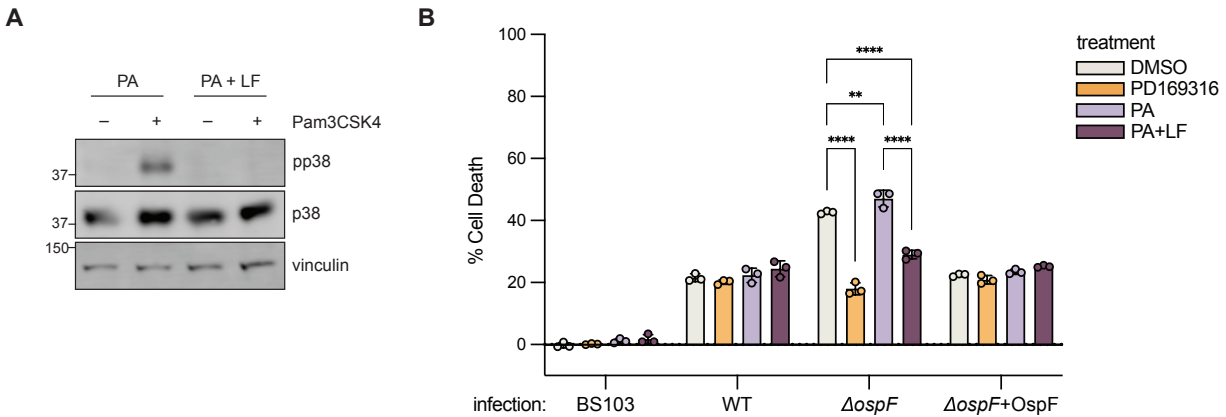 A
PA PA + LF
– + – + Pam3CSK4
pp38
37
p38
37
150
vinculin
B
% Cell Death
100
80
60
40
20
0
****
**
**** ****
treatment
DMSO
PD169316
PA
PA+LF
infection: BS103 WT ΔospF ΔospF+OspF